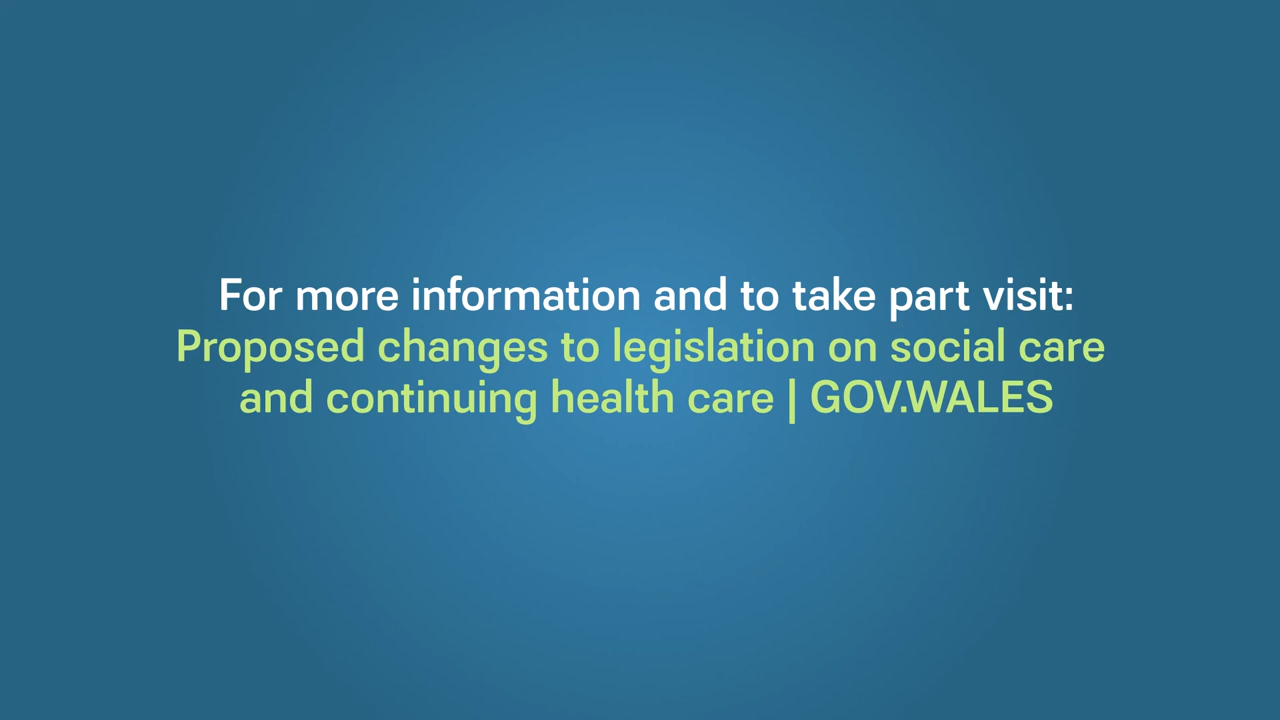 For more information and to take part visit:
Proposed changes to legislation on social care
and continuing health care | GOV.WALES